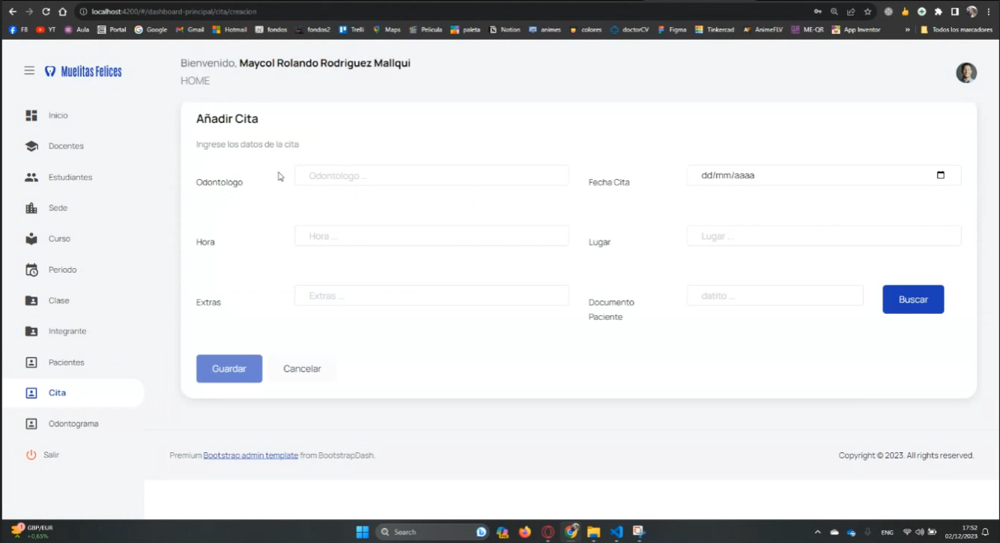 localhost:4200/#/dashboard-principal/cita/creacion
FB YT Aula Portal Google Gmail Hotmail fondos fondos2 Trelli Maps Pelicula paleta Notion animes colores doctorCV Figma Tinkercad AnimeFLV ME-QR App Inventor » Todos los marcadores
Muelitas Felices
Bienvenido, Maycol Rolando Rodriguez Mallqui
HOME
Inicio
Docentes
Estudiantes
Sede
Curso
Periodo
Clase
Integrante
Pacientes
Cita
Odontograma
Salir
Añadir Cita
Ingrese los datos de la cita
Odontologo
Odontologo ...
Fecha Cita
dd/mm/aaaa
Hora
Hora ...
Lugar
Lugar ...
Extras
Extras ...
Documento
Paciente
datito ...
Buscar
Guardar
Cancelar
Premium Bootstrap admin template from BootstrapDash.
Copyright © 2023. All rights reserved.
1
GBP/EUR
+0,65%
Search
ENG
17:52
02/12/2023